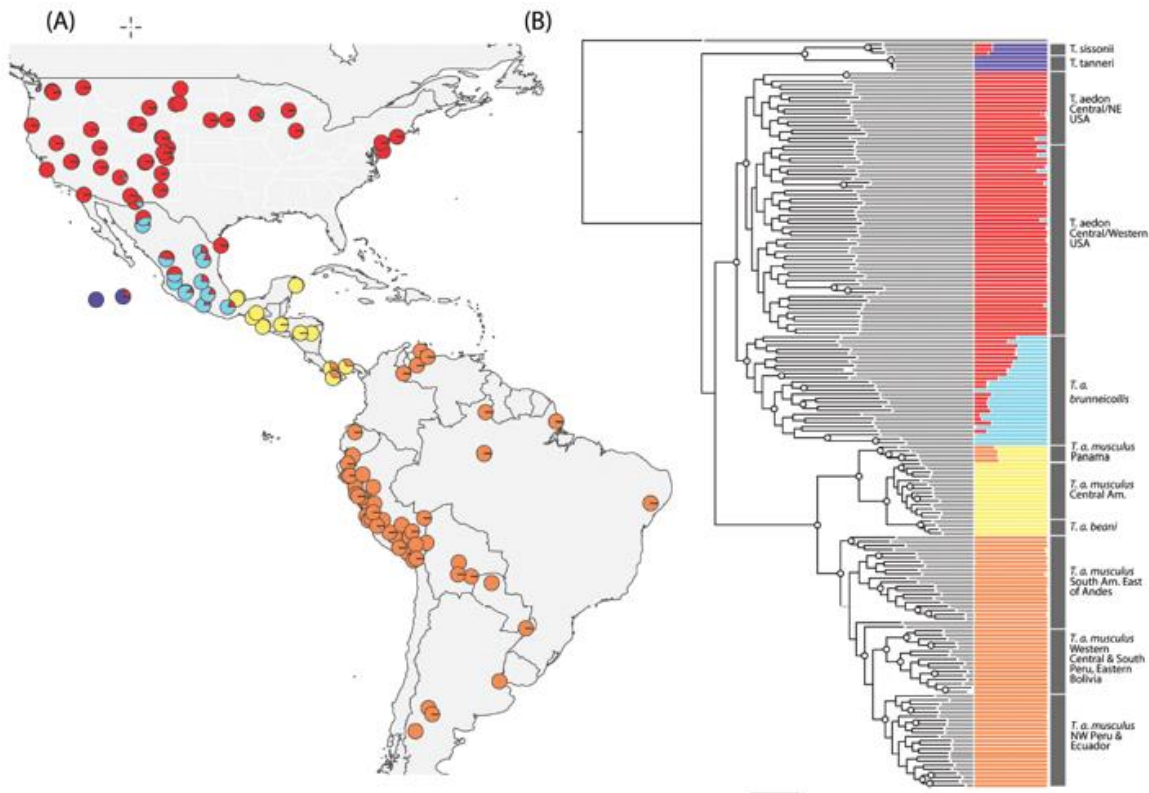 (A)
(B)
T. sissonii
T. tanneri
T. aedon
Central/NE
USA
T. aedon
Central/Western
USA
T. a.
brunneicollis
T. a. musculus
Panama
T. a. musculus
Central Am.
T. a. beani
T. a. musculus
South Am. East
of Andes
T. a. musculus
Western
Central & South
Peru, Eastern
Bolivia
T. a. musculus
NW Peru &
Ecuador